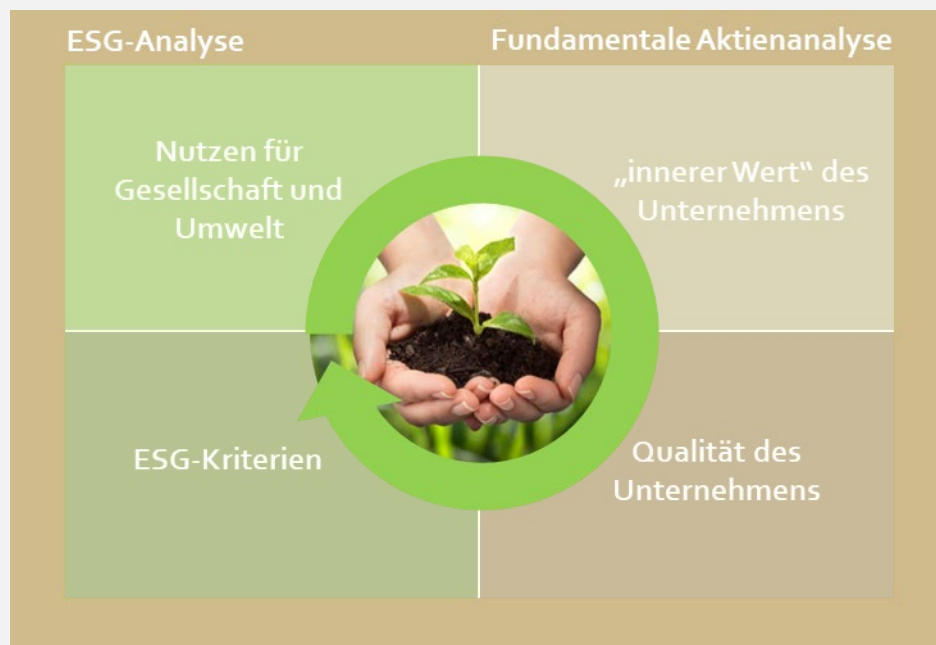 ESG-Analyse
Fundamentale Aktienanalyse
Nutzen für
Gesellschaft und
Umwelt
„innerer Wert“ des
Unternehmens
ESG-Kriterien
Qualität des
Unternehmens